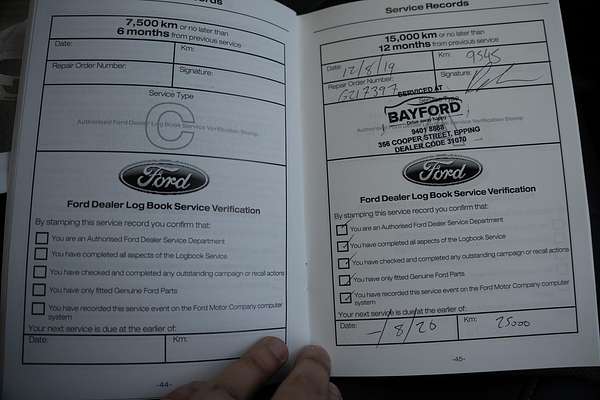 Records
7,500 km or no later than
6 months from previous service
Date:
Km:
Repair Order Number:
Signature:
Service Type
C
Authorised Ford Dealer Log Book Service Verification Stamp
Ford
Ford Dealer Log Book Service Verification
By stamping this service record you confirm that:
You are an Authorised Ford Dealer Service Department
You have completed all aspects of the Logbook Service
You have checked and completed any outstanding campaign or recall actions
You have only fitted Genuine Ford Parts
You have recorded this service event on the Ford Motor Company computer
system
Your next service is due at the earlier of:
Date:
Km:
-44-
Service Records
15,000 km or no later than
12 months from previous service
Date: 12/8/19
Km: 9545
Repair Order Number:
G217397
Signature:
SERVICED AT
BAYFORD
Drive away happy
9401 8888
356 COOPER STREET, EPPING
DEALER CODE 31070
Ford
Ford Dealer Log Book Service Verification
By stamping this service record you confirm that:
You are an Authorised Ford Dealer Service Department
You have completed all aspects of the Logbook Service
You have checked and completed any outstanding campaign or recall actions
You have only fitted Genuine Ford Parts
You have recorded this service event on the Ford Motor Company computer
system
Your next service is due at the earlier of:
Date: -/8/20
Km: 25000
-45-